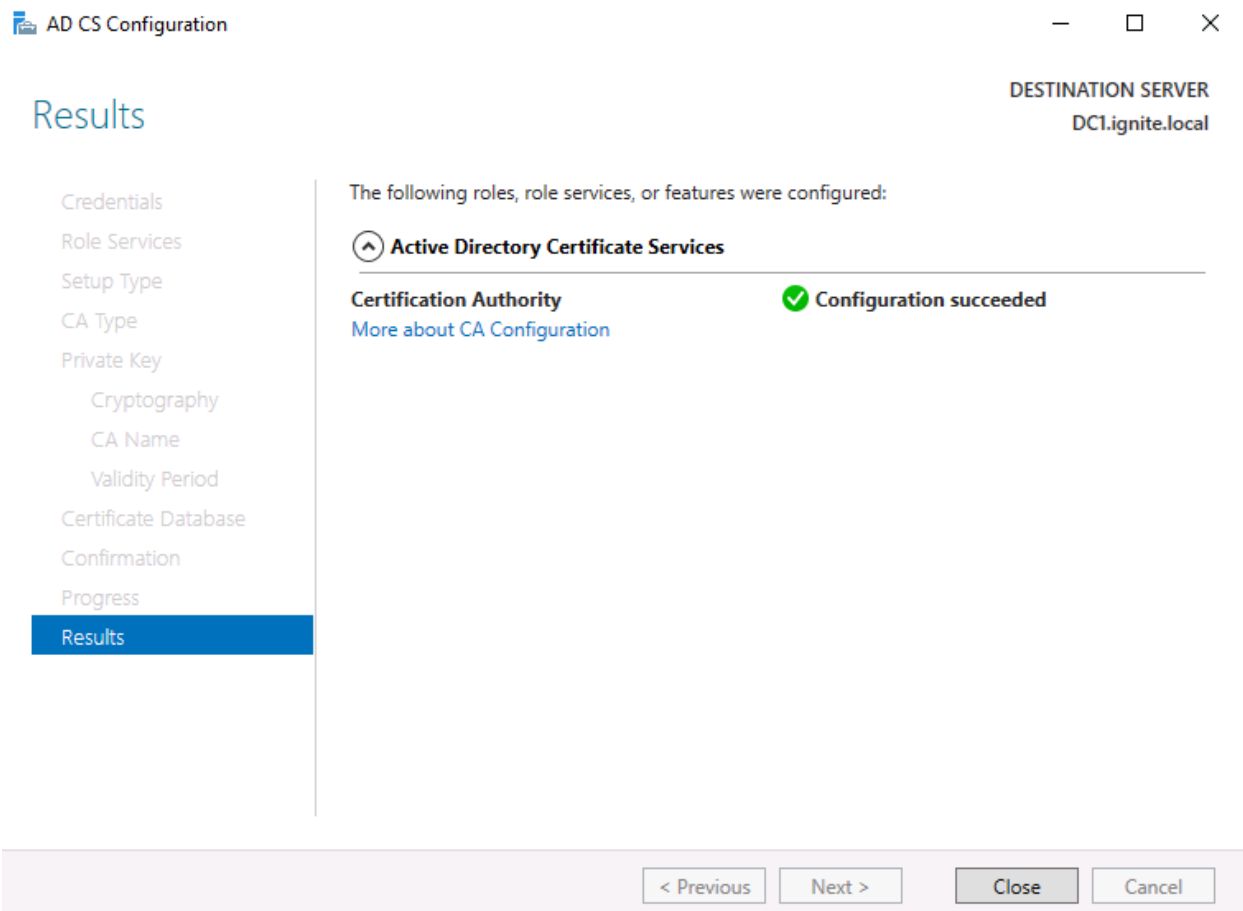 AD CS Configuration
Results
DESTINATION SERVER
DC1.ignite.local
Credentials
Role Services
Setup Type
CA Type
Private Key
Cryptography
CA Name
Validity Period
Certificate Database
Confirmation
Progress
Results
The following roles, role services, or features were configured:
Active Directory Certificate Services
Certification Authority
Configuration succeeded
More about CA Configuration
< Previous
Next >
Close
Cancel